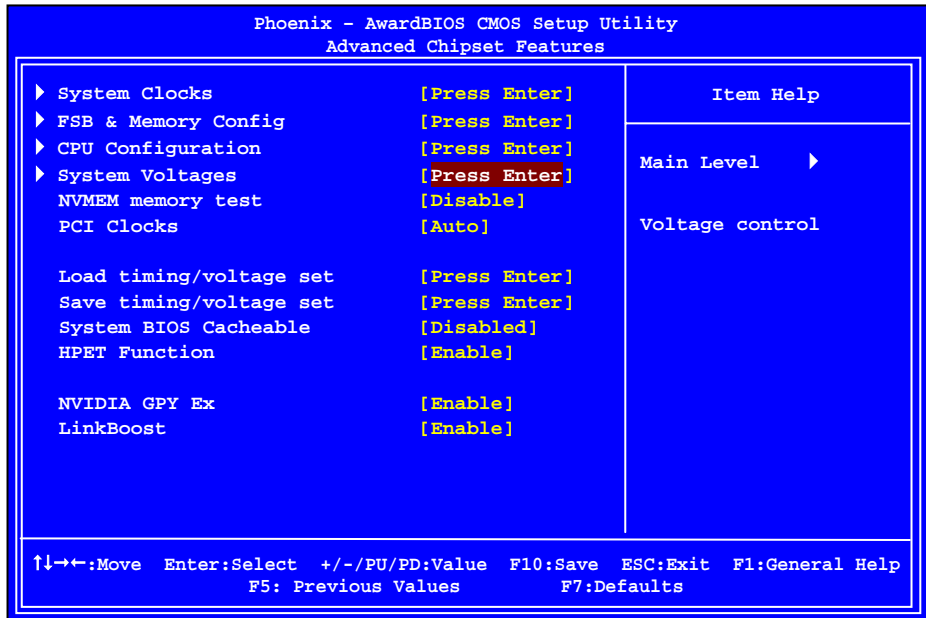 Phoenix – AwardBIOS CMOS Setup Utility
Advanced Chipset Features
System Clocks [Press Enter]
FSB & Memory Config [Press Enter]
CPU Configuration [Press Enter]
System Voltages [Press Enter]
NVMEM memory test [Disable]
PCI Clocks [Auto]
Load timing/voltage set [Press Enter]
Save timing/voltage set [Press Enter]
System BIOS Cacheable [Disabled]
HPET Function [Enable]
NVIDIA GPY Ex [Enable]
LinkBoost [Enable]
Item Help
Main Level
Voltage control
↑↓→←:Move Enter:Select +/-/PU/PD:Value F10:Save ESC:Exit F1:General Help
F5: Previous Values F7:Defaults